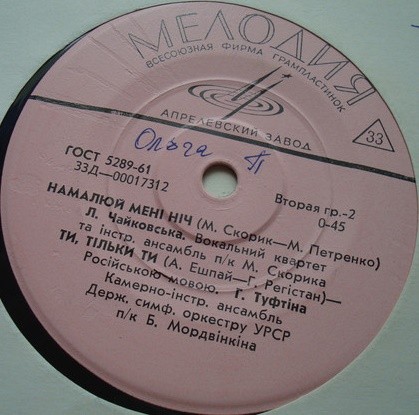 МЕЛОДИЯ
ВСЕСОЮЗНАЯ ФИРМА ГРАМПЛАСТИНОК
АПРЕЛЕВСКИЙ ЗАВОД
33
Ольга П
ГОСТ 5289-61
33Д—00017312
Вторая гр.-2
0-45
НАМАЛЮЙ МЕНІ НІЧ (М. Скорик—М. Петренко)
Л. Чайковська. Вокальний квартет
та інстр. ансамбль п/к М. Скорика
ТИ, ТІЛЬКИ ТИ (А. Ешпай—Г. Регістан)—
Російською мовою. Г. Туфтіна
Камерно-інстр. ансамбль
Держ. симф. оркестру УРСР
п/к Б. Мордвінкіна